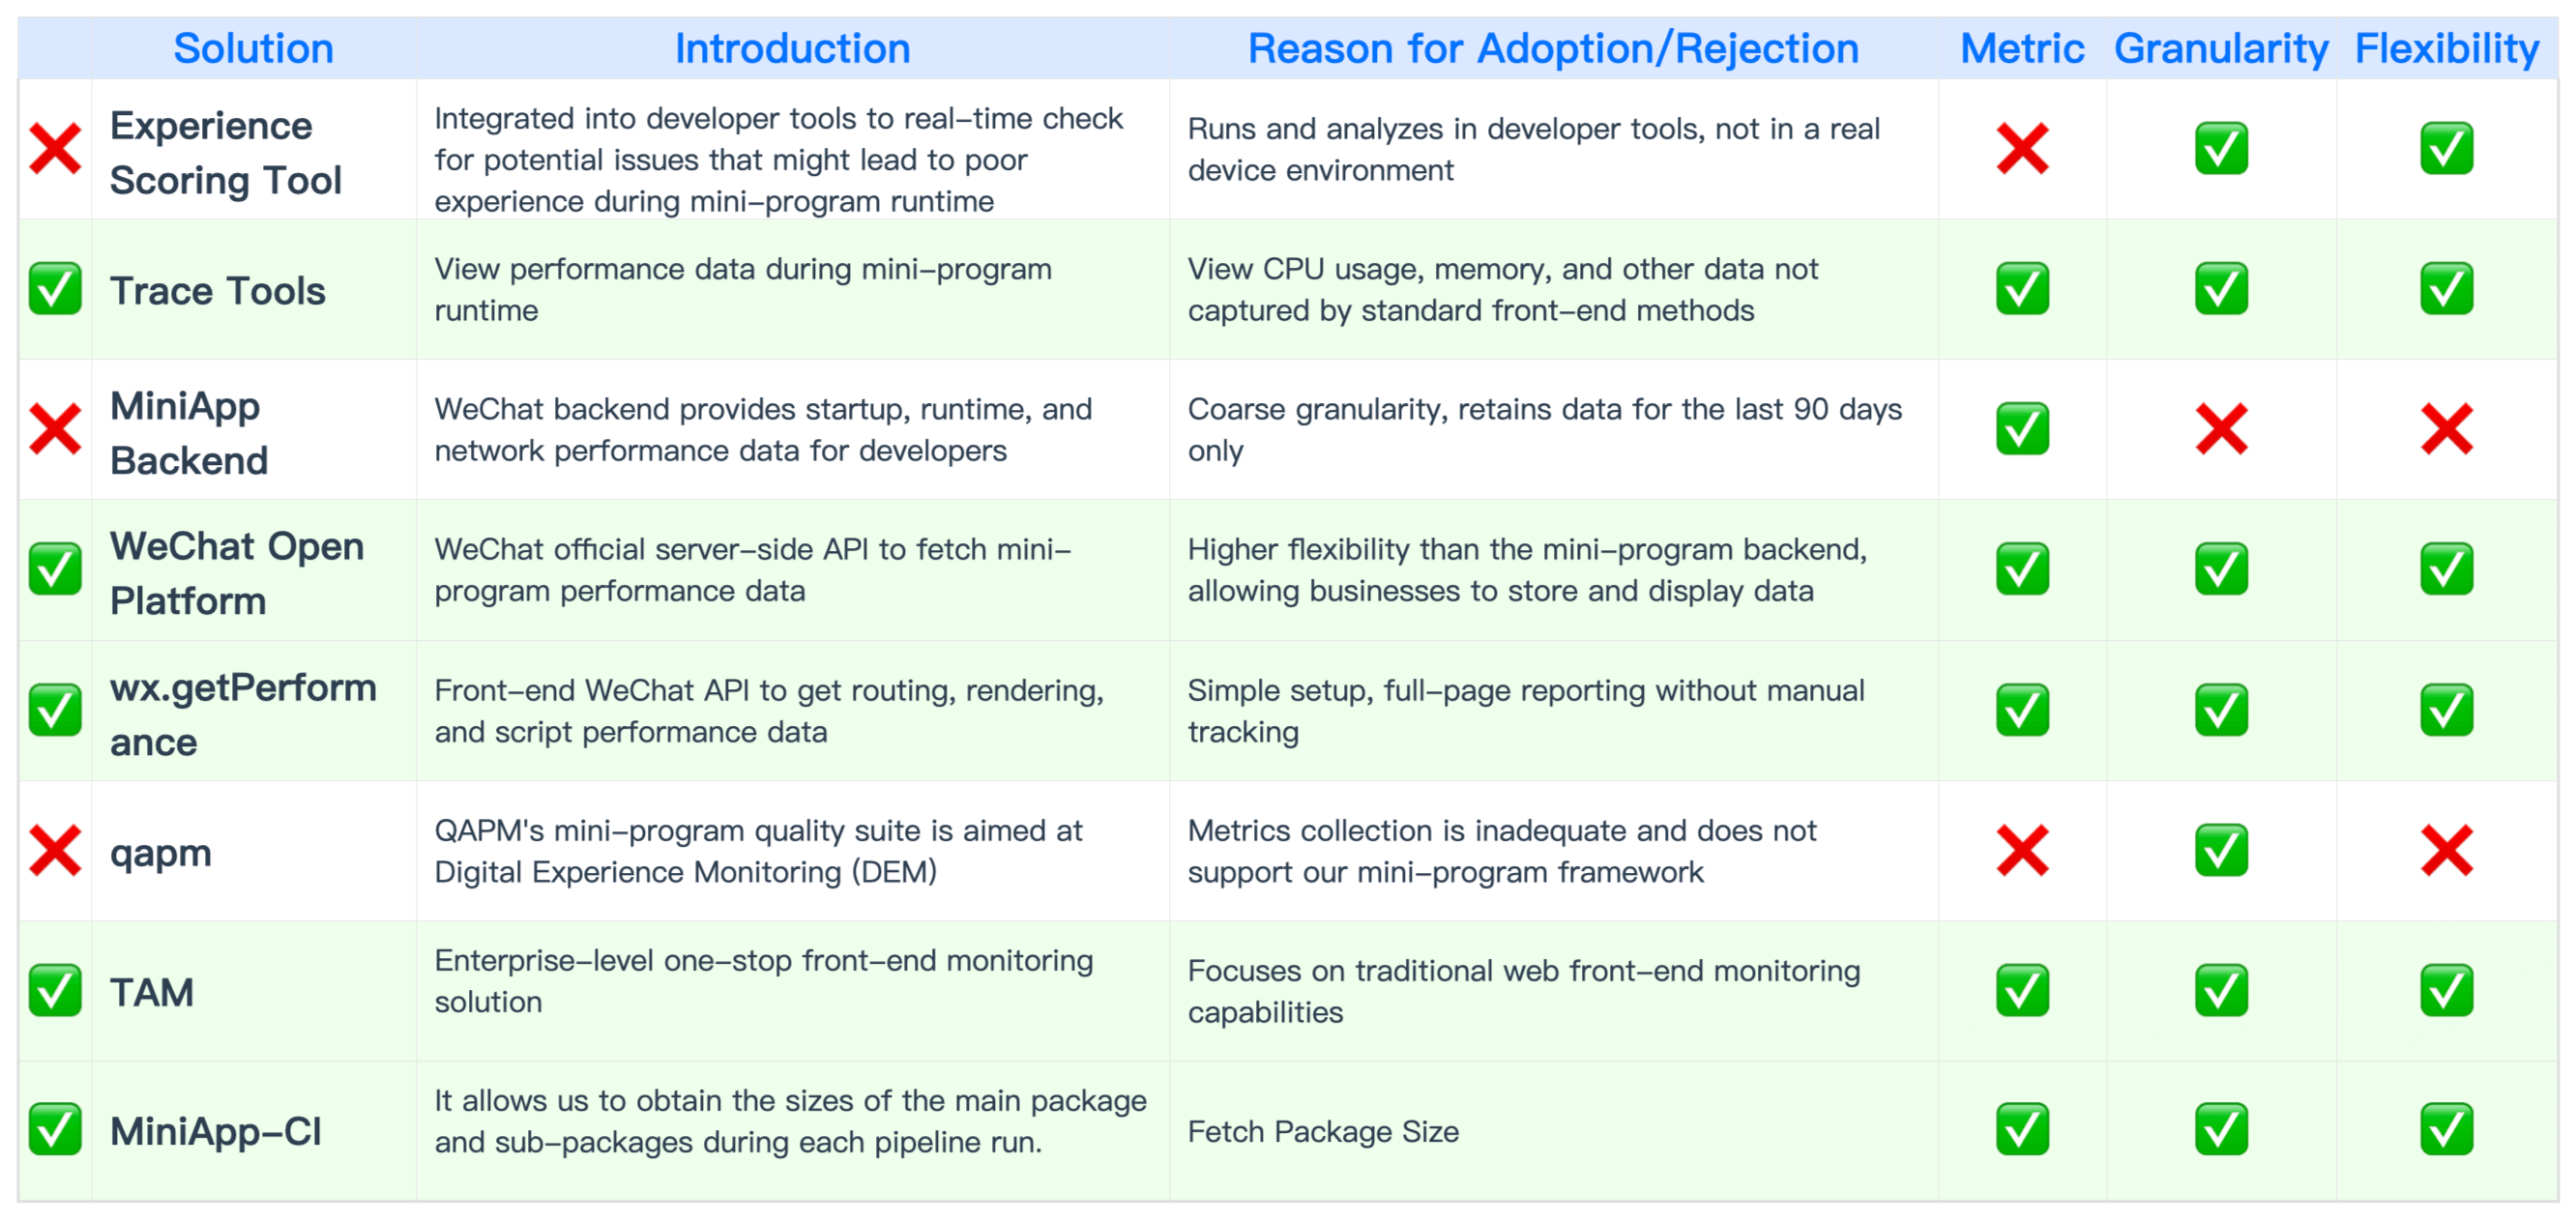 Solution Introduction Reason for Adoption/Rejection Metric Granularity Flexibility
Experience
Scoring Tool
Integrated into developer tools to real-time check
for potential issues that might lead to poor
experience during mini-program runtime
Runs and analyzes in developer tools, not in a real
device environment
Trace Tools
View performance data during mini-program
runtime
View CPU usage, memory, and other data not
captured by standard front-end methods
MiniApp
Backend
WeChat backend provides startup, runtime, and
network performance data for developers
Coarse granularity, retains data for the last 90 days
only
WeChat Open
Platform
WeChat official server-side API to fetch mini-
program performance data
Higher flexibility than the mini-program backend,
allowing businesses to store and display data
wx.getPerform
ance
Front-end WeChat API to get routing, rendering,
and script performance data
Simple setup, full-page reporting without manual
tracking
qapm
QAPM's mini-program quality suite is aimed at
Digital Experience Monitoring (DEM)
Metrics collection is inadequate and does not
support our mini-program framework
TAM
Enterprise-level one-stop front-end monitoring
solution
Focuses on traditional web front-end monitoring
capabilities
MiniApp-CI
It allows us to obtain the sizes of the main package
and sub-packages during each pipeline run.
Fetch Package Size